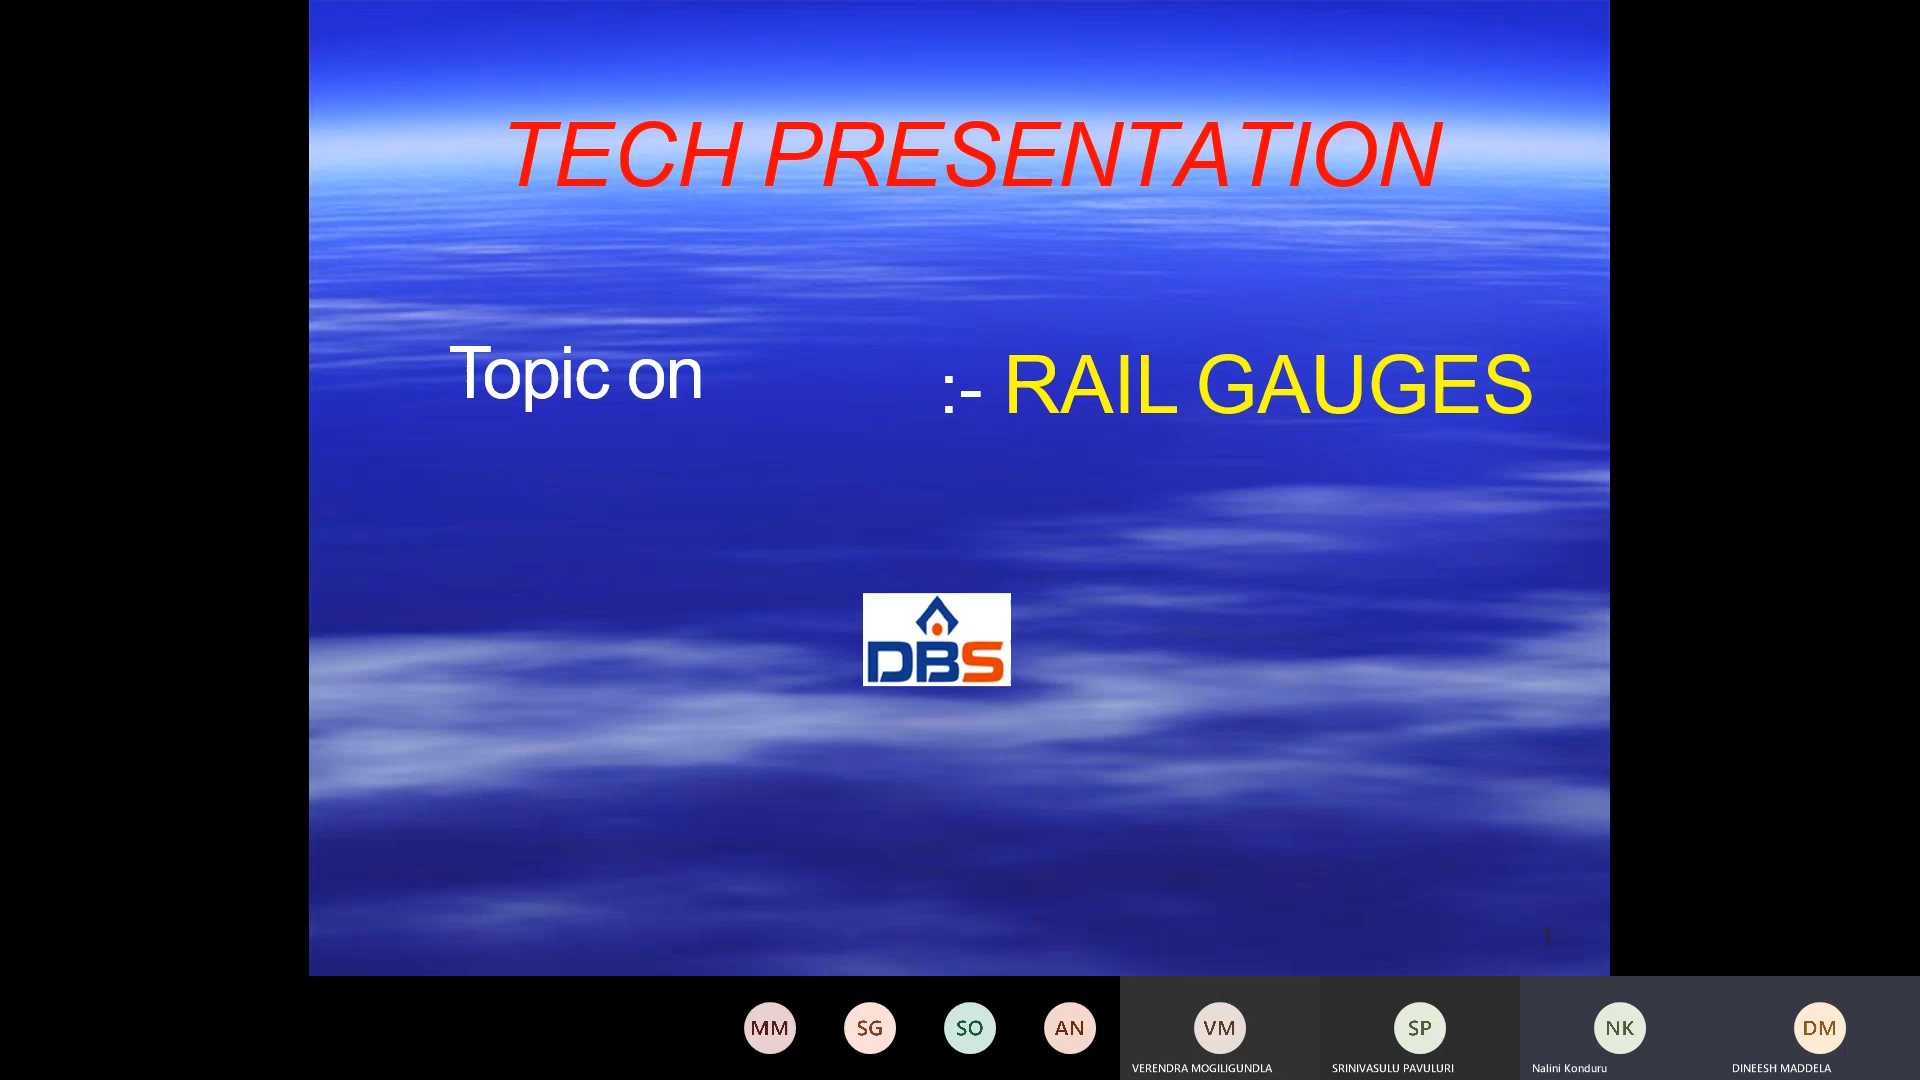 TECH PRESENTATION
Topic on :- RAIL GAUGES
DBS
1
MM SG SO AN VM SP NK DM
VERENDRA MOGILIGUNDLA SRINIVASULU PAVULURI Nalini Konduru DINEESH MADDELA